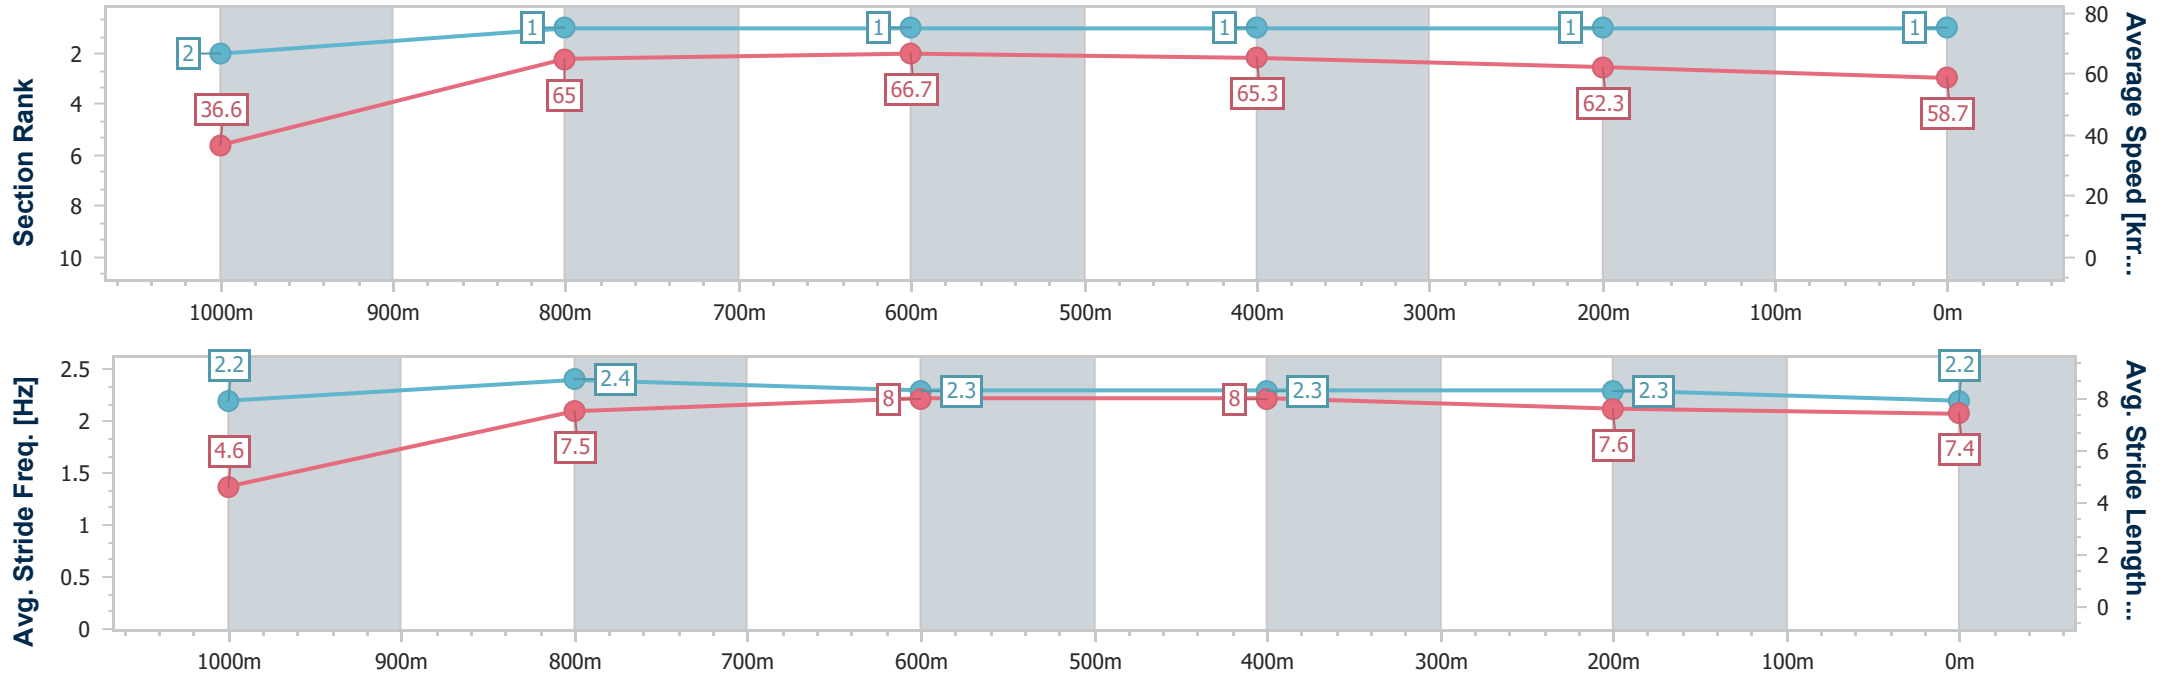 Section Rank
2
4
6
8
10
2
1
1
1
1
1
36.6
65
66.7
65.3
62.3
58.7
80
60
40
20
0
Average Speed [km...
1000m
900m
800m
700m
600m
500m
400m
300m
200m
100m
0m
Avg. Stride Freq. [Hz]
2.5
2
1.5
1
0.5
0
2.2
2.4
2.3
2.3
2.3
2.2
4.6
7.5
8
8
7.6
7.4
8
6
4
2
0
Avg. Stride Length ...
1000m
900m
800m
700m
600m
500m
400m
300m
200m
100m
0m